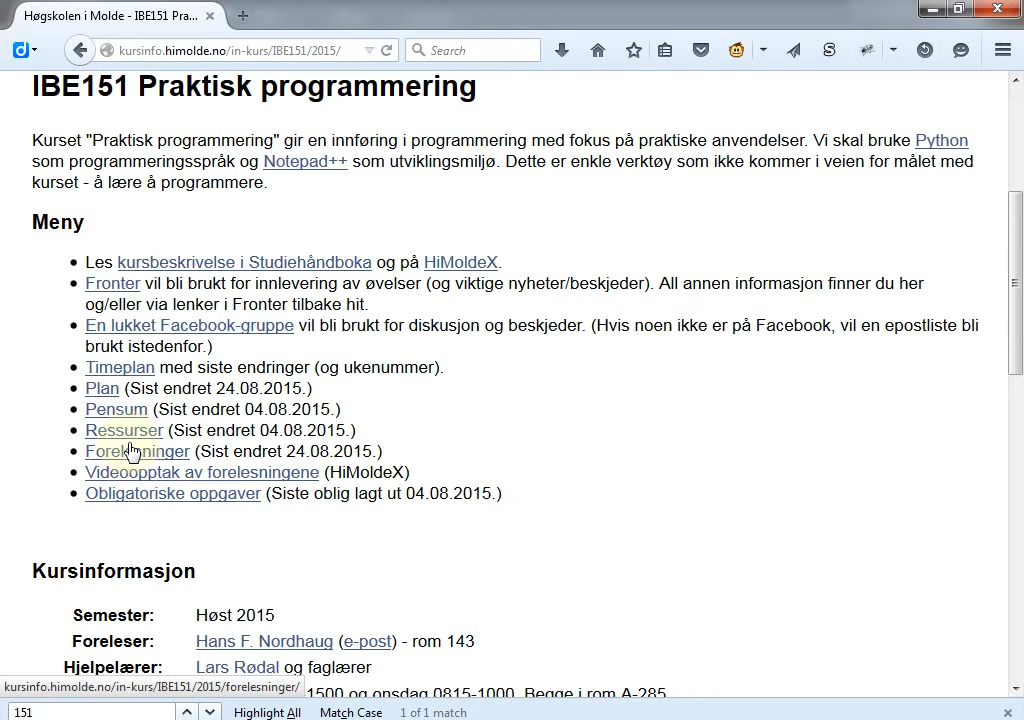 Høgskolen i Molde - IBE151 Pra...
kursinfo.himolde.no/in-kurs/IBE151/2015/
Search
IBE151 Praktisk programmering
Kurset "Praktisk programmering" gir en innføring i programmering med fokus på praktiske anvendelser. Vi skal bruke Python
som programmeringsspråk og Notepad++ som utviklingsmiljø. Dette er enkle verktøy som ikke kommer i veien for målet med
kurset - å lære å programmere.
Meny
Les kursbeskrivelse i Studiehåndboka og på HiMoldeX.
Fronter vil bli brukt for innlevering av øvelser (og viktige nyheter/beskjeder). All annen informasjon finner du her
og/eller via lenker i Fronter tilbake hit.
En lukket Facebook-gruppe vil bli brukt for diskusjon og beskjeder. (Hvis noen ikke er på Facebook, vil en epostliste bli
brukt istedenfor.)
Timeplan med siste endringer (og ukenummer).
Plan (Sist endret 24.08.2015.)
Pensum (Sist endret 04.08.2015.)
Ressurser (Sist endret 04.08.2015.)
Forelesninger (Sist endret 24.08.2015.)
Videoopptak av forelesningene (HiMoldeX)
Obligatoriske oppgaver (Siste oblig lagt ut 04.08.2015.)
Kursinformasjon
Semester: Høst 2015
Foreleser: Hans F. Nordhaug (e-post) - rom 143
Hjelpelærer: Lars Rødal og faglærer
1500 og onsdag 0815-1000. Begge i rom A-285
kursinfo.himolde.no/in-kurs/IBE151/2015/forelesninger/
151 Highlight All Match Case 1 of 1 match